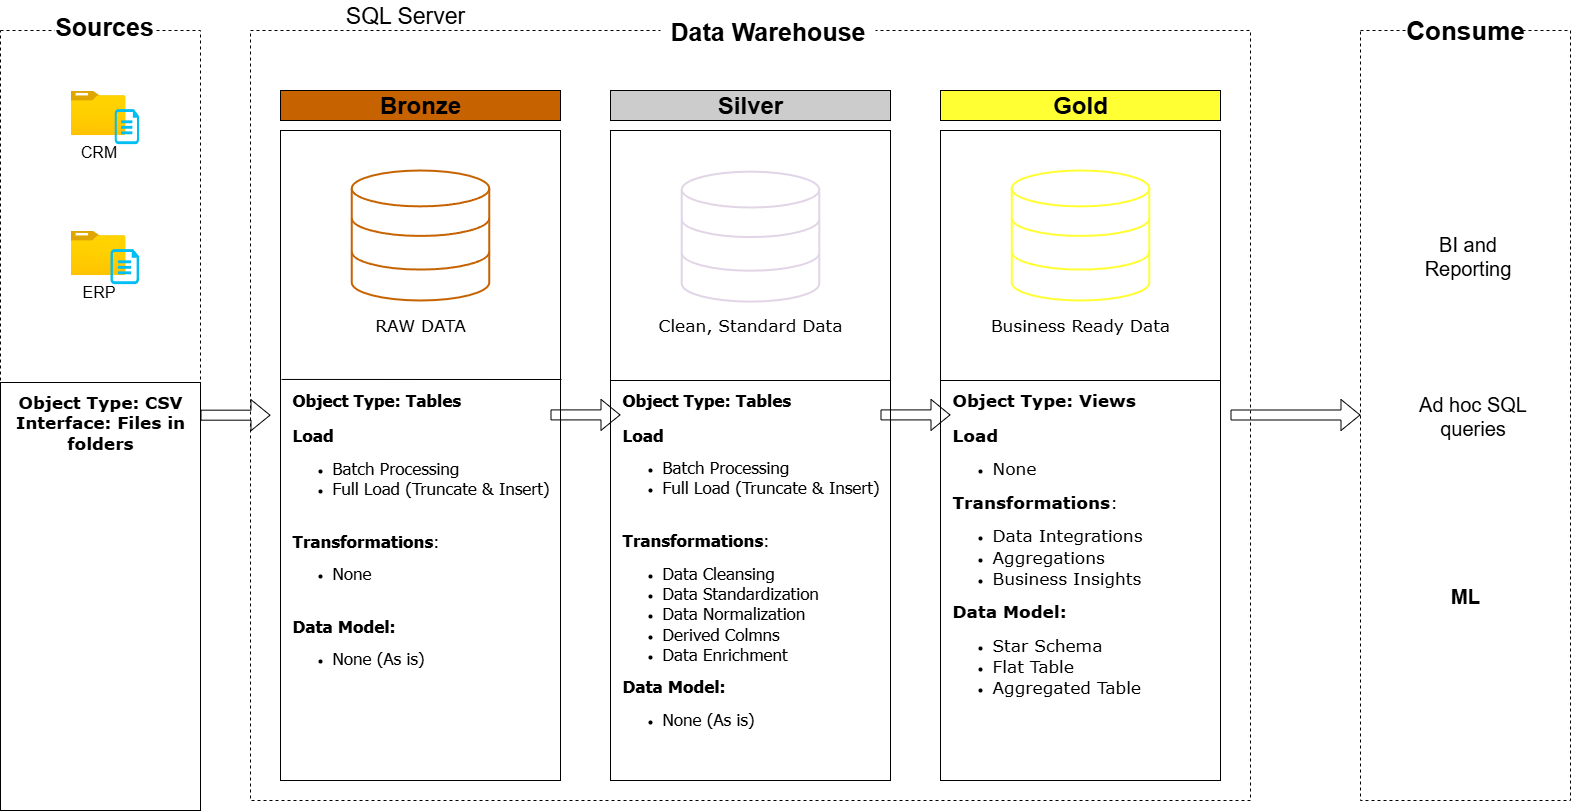 Sources
CRM
ERP
Object Type: CSV
Interface: Files in
folders
SQL Server
Data Warehouse
Bronze
RAW DATA
Object Type: Tables
Load
• Batch Processing
• Full Load (Truncate & Insert)
Transformations:
• None
Data Model:
• None (As is)
Silver
Clean, Standard Data
Object Type: Tables
Load
• Batch Processing
• Full Load (Truncate & Insert)
Transformations:
• Data Cleansing
• Data Standardization
• Data Normalization
• Derived Colmns
• Data Enrichment
Data Model:
• None (As is)
Gold
Business Ready Data
Object Type: Views
Load
• None
Transformations:
• Data Integrations
• Aggregations
• Business Insights
Data Model:
• Star Schema
• Flat Table
• Aggregated Table
Consume
BI and
Reporting
Ad hoc SQL
queries
ML